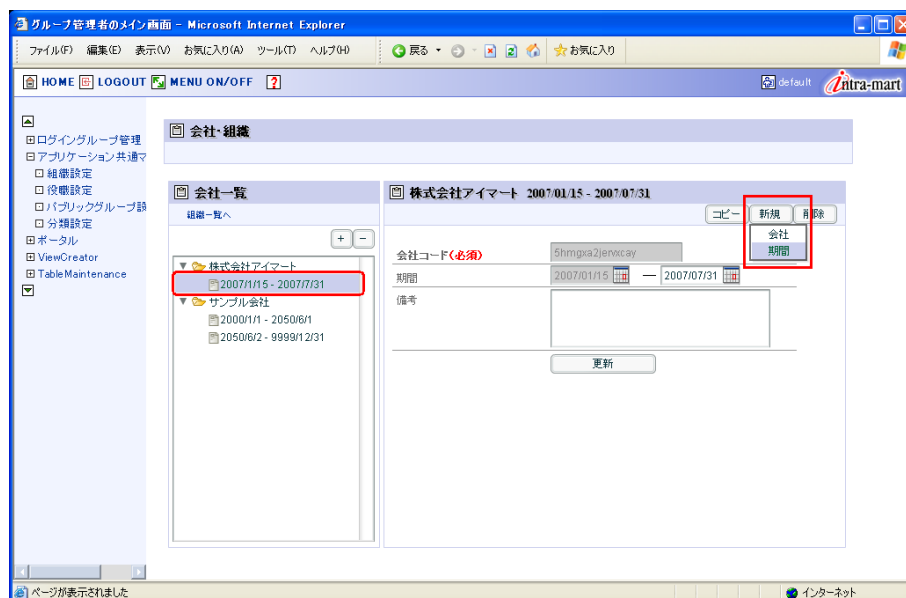 グループ管理者のメイン画面 - Microsoft Internet Explorer
ファイル(F) 編集(E) 表示(V) お気に入り(A) ツール(T) ヘルプ(H) 戻る お気に入り
HOME LOGOUT MENU ON/OFF ? default intra-mart
ログイングループ管理
アプリケーション共通マ
組織設定
役職設定
パブリックグループ設
分類設定
ポータル
ViewCreator
TableMaintenance
会社・組織
会社一覧
組織一覧へ
+ -
株式会社アイマート
2007/1/15 - 2007/7/31
サンプル会社
2000/1/1 - 2050/6/1
2050/6/2 - 9999/12/31
株式会社アイマート 2007/01/15 - 2007/07/31
コピー 新規 削除
会社
期間
会社コード(必須) 5hmgxa2jervxcay
期間 2007/01/15 — 2007/07/31
備考
更新
ページが表示されました インターネット